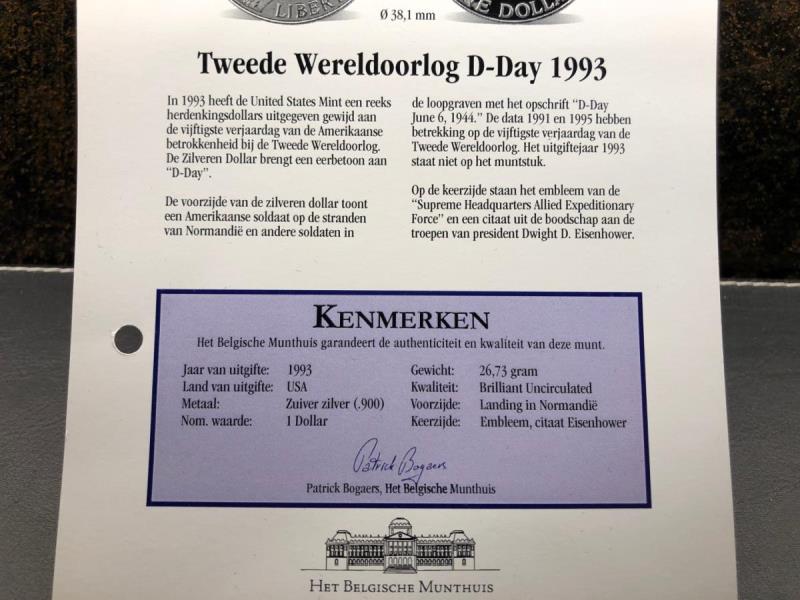 LIBERT
Ø 38,1 mm
NE DOLLA
Tweede Wereldoorlog D-Day 1993
In 1993 heeft de United States Mint een reeks
herdenkingsdollars uitgegeven gewijd aan
de vijftigste verjaardag van de Amerikaanse
betrokkenheid bij de Tweede Wereldoorlog.
De Zilveren Dollar brengt een eerbetoon aan
“D-Day”.
De voorzijde van de zilveren dollar toont
een Amerikaanse soldaat op de stranden
van Normandië en andere soldaten in
de loopgraven met het opschrift “D-Day
June 6, 1944.” De data 1991 en 1995 hebben
betrekking op de vijftigste verjaardag van de
Tweede Wereldoorlog. Het uitgiftejaar 1993
staat niet op het muntstuk.
Op de keerzijde staan het embleem van de
“Supreme Headquarters Allied Expeditionary
Force” en een citaat uit de boodschap aan de
troepen van president Dwight D. Eisenhower.
KENMERKEN
Het Belgische Munthuis garandeert de authenticiteit en kwaliteit van deze munt.
Jaar van uitgifte: 1993
Land van uitgifte: USA
Metaal: Zuiver zilver (.900)
Nom. waarde: 1 Dollar
Gewicht: 26,73 gram
Kwaliteit: Brilliant Uncirculated
Voorzijde: Landing in Normandië
Keerzijde: Embleem, citaat Eisenhower
Patrick Bogaers
Patrick Bogaers, Het Belgische Munthuis
HET BELGISCHE MUNTHUIS